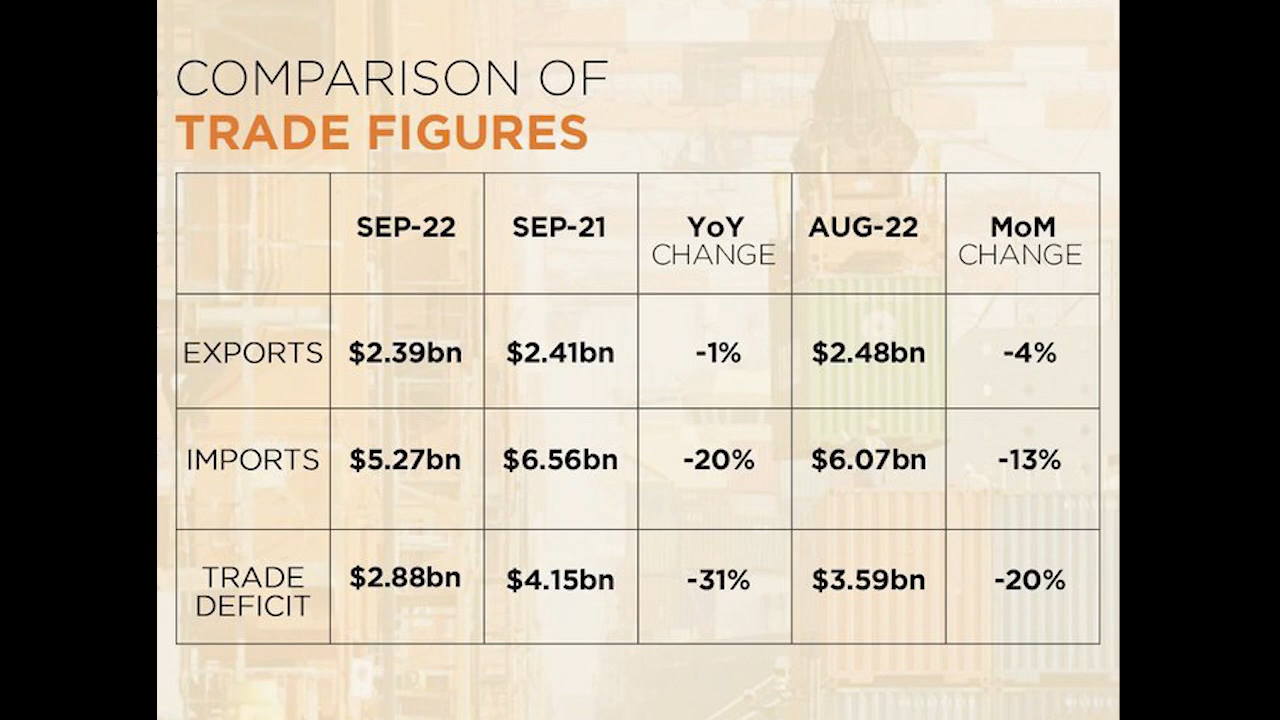 COMPARISON OF
TRADE FIGURES
SEP-22 SEP-21 YoY CHANGE AUG-22 MoM CHANGE
EXPORTS $2.39bn $2.41bn -1% $2.48bn -4%
IMPORTS $5.27bn $6.56bn -20% $6.07bn -13%
TRADE DEFICIT $2.88bn $4.15bn -31% $3.59bn -20%